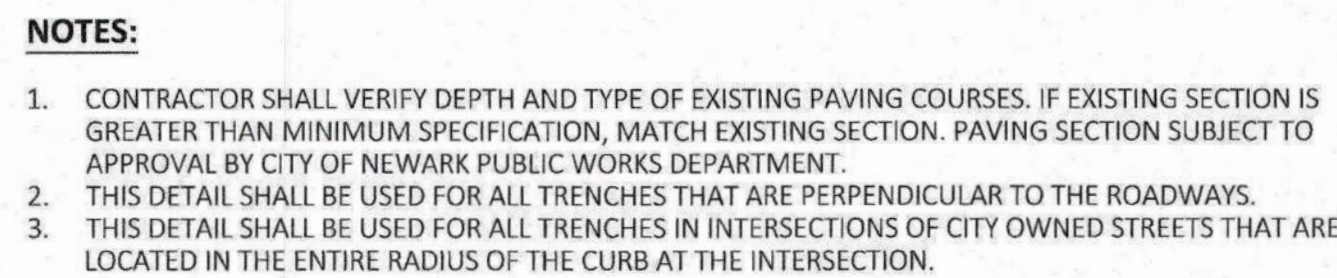 NOTES:
1. CONTRACTOR SHALL VERIFY DEPTH AND TYPE OF EXISTING PAVING COURSES. IF EXISTING SECTION IS
GREATER THAN MINIMUM SPECIFICATION, MATCH EXISTING SECTION. PAVING SECTION SUBJECT TO
APPROVAL BY CITY OF NEWARK PUBLIC WORKS DEPARTMENT.
2. THIS DETAIL SHALL BE USED FOR ALL TRENCHES THAT ARE PERPENDICULAR TO THE ROADWAYS.
3. THIS DETAIL SHALL BE USED FOR ALL TRENCHES IN INTERSECTIONS OF CITY OWNED STREETS THAT ARE
LOCATED IN THE ENTIRE RADIUS OF THE CURB AT THE INTERSECTION.